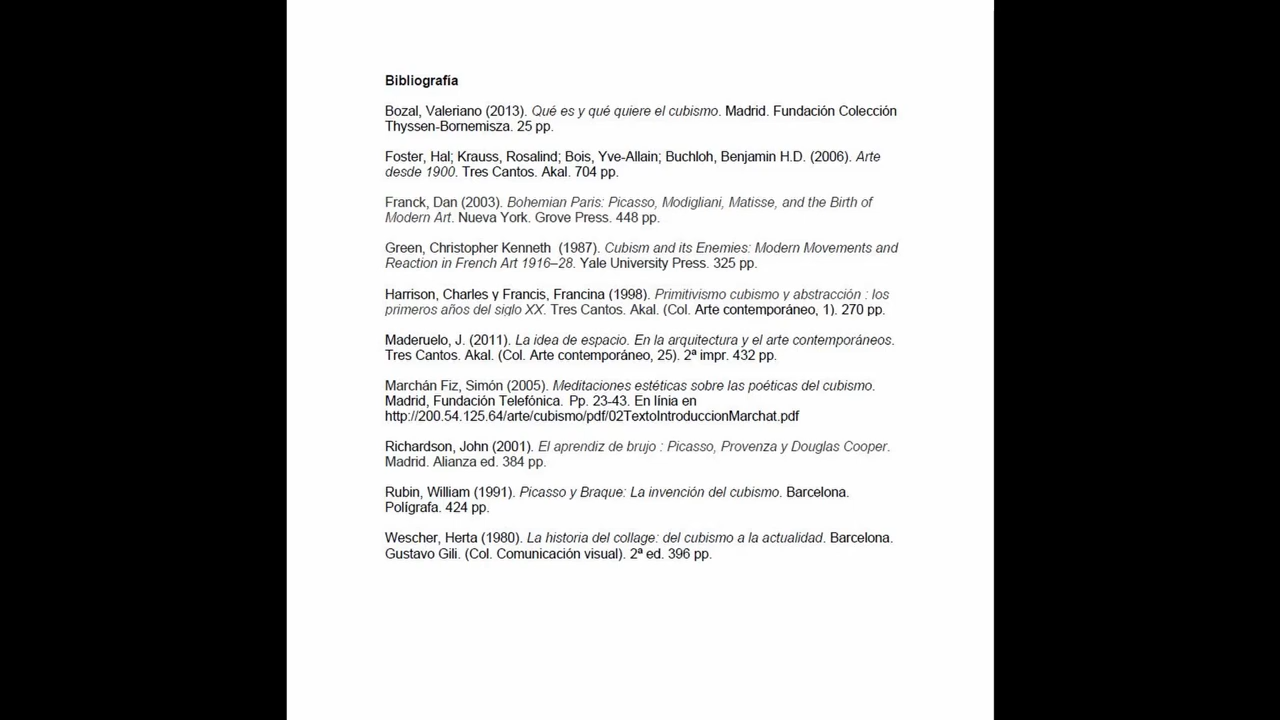 Bibliografía
Bozal, Valeriano (2013). Qué es y qué quiere el cubismo. Madrid. Fundación Colección
Thyssen-Bornemisza. 25 pp.
Foster, Hal; Krauss, Rosalind; Bois, Yve-Allain; Buchloh, Benjamin H.D. (2006). Arte
desde 1900. Tres Cantos. Akal. 704 pp.
Franck, Dan (2003). Bohemian Paris: Picasso, Modigliani, Matisse, and the Birth of
Modern Art. Nueva York. Grove Press. 448 pp.
Green, Christopher Kenneth (1987). Cubism and its Enemies: Modern Movements and
Reaction in French Art 1916–28. Yale University Press. 325 pp.
Harrison, Charles y Francis, Francina (1998). Primitivismo cubismo y abstracción : los
primeros años del siglo XX. Tres Cantos. Akal. (Col. Arte contemporáneo, 1). 270 pp.
Maderuelo, J. (2011). La idea de espacio. En la arquitectura y el arte contemporáneos.
Tres Cantos. Akal. (Col. Arte contemporáneo, 25). 2ª impr. 432 pp.
Marchán Fiz, Simón (2005). Meditaciones estéticas sobre las poéticas del cubismo.
Madrid, Fundación Telefónica. Pp. 23-43. En línia en
http://200.54.125.64/arte/cubismo/pdf/02TextoIntroduccionMarchat.pdf
Richardson, John (2001). El aprendiz de brujo : Picasso, Provenza y Douglas Cooper.
Madrid. Alianza ed. 384 pp.
Rubin, William (1991). Picasso y Braque: La invención del cubismo. Barcelona.
Polígrafa. 424 pp.
Wescher, Herta (1980). La historia del collage: del cubismo a la actualidad. Barcelona.
Gustavo Gili. (Col. Comunicación visual). 2ª ed. 396 pp.